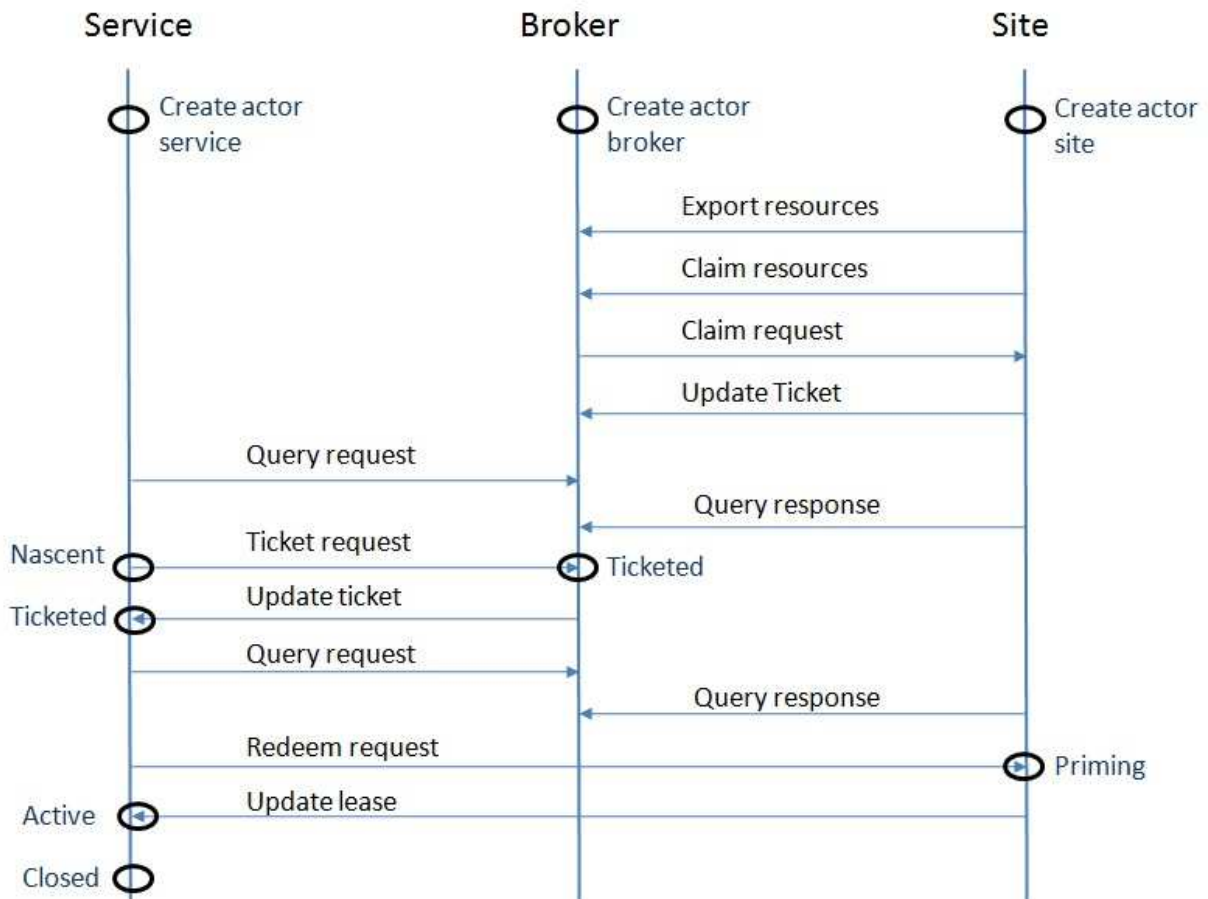 Service
Broker
Site
Create actor
service
Create actor
broker
Create actor
site
Export resources
Claim resources
Claim request
Update Ticket
Query request
Query response
Nascent
Ticket request
Ticketed
Ticketed
Update ticket
Query request
Query response
Redeem request
Priming
Active
Update lease
Closed